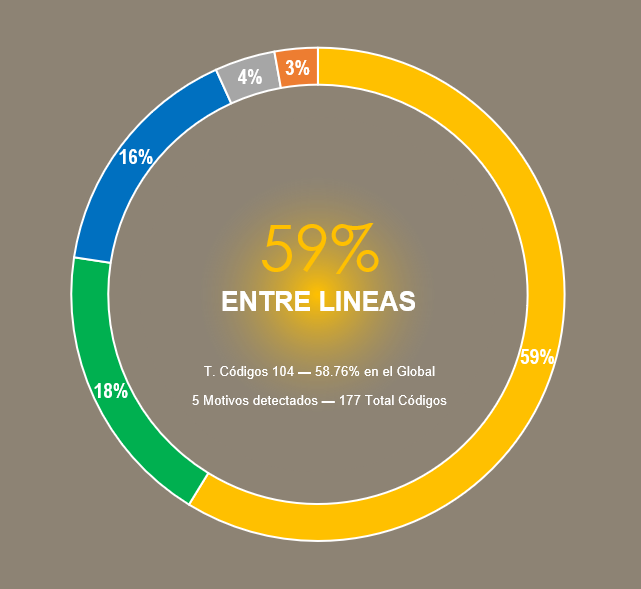 3%
4%
16%
59%
ENTRE LINEAS
59%
T. Códigos 104 — 58.76% en el Global
18%
5 Motivos detectados — 177 Total Códigos